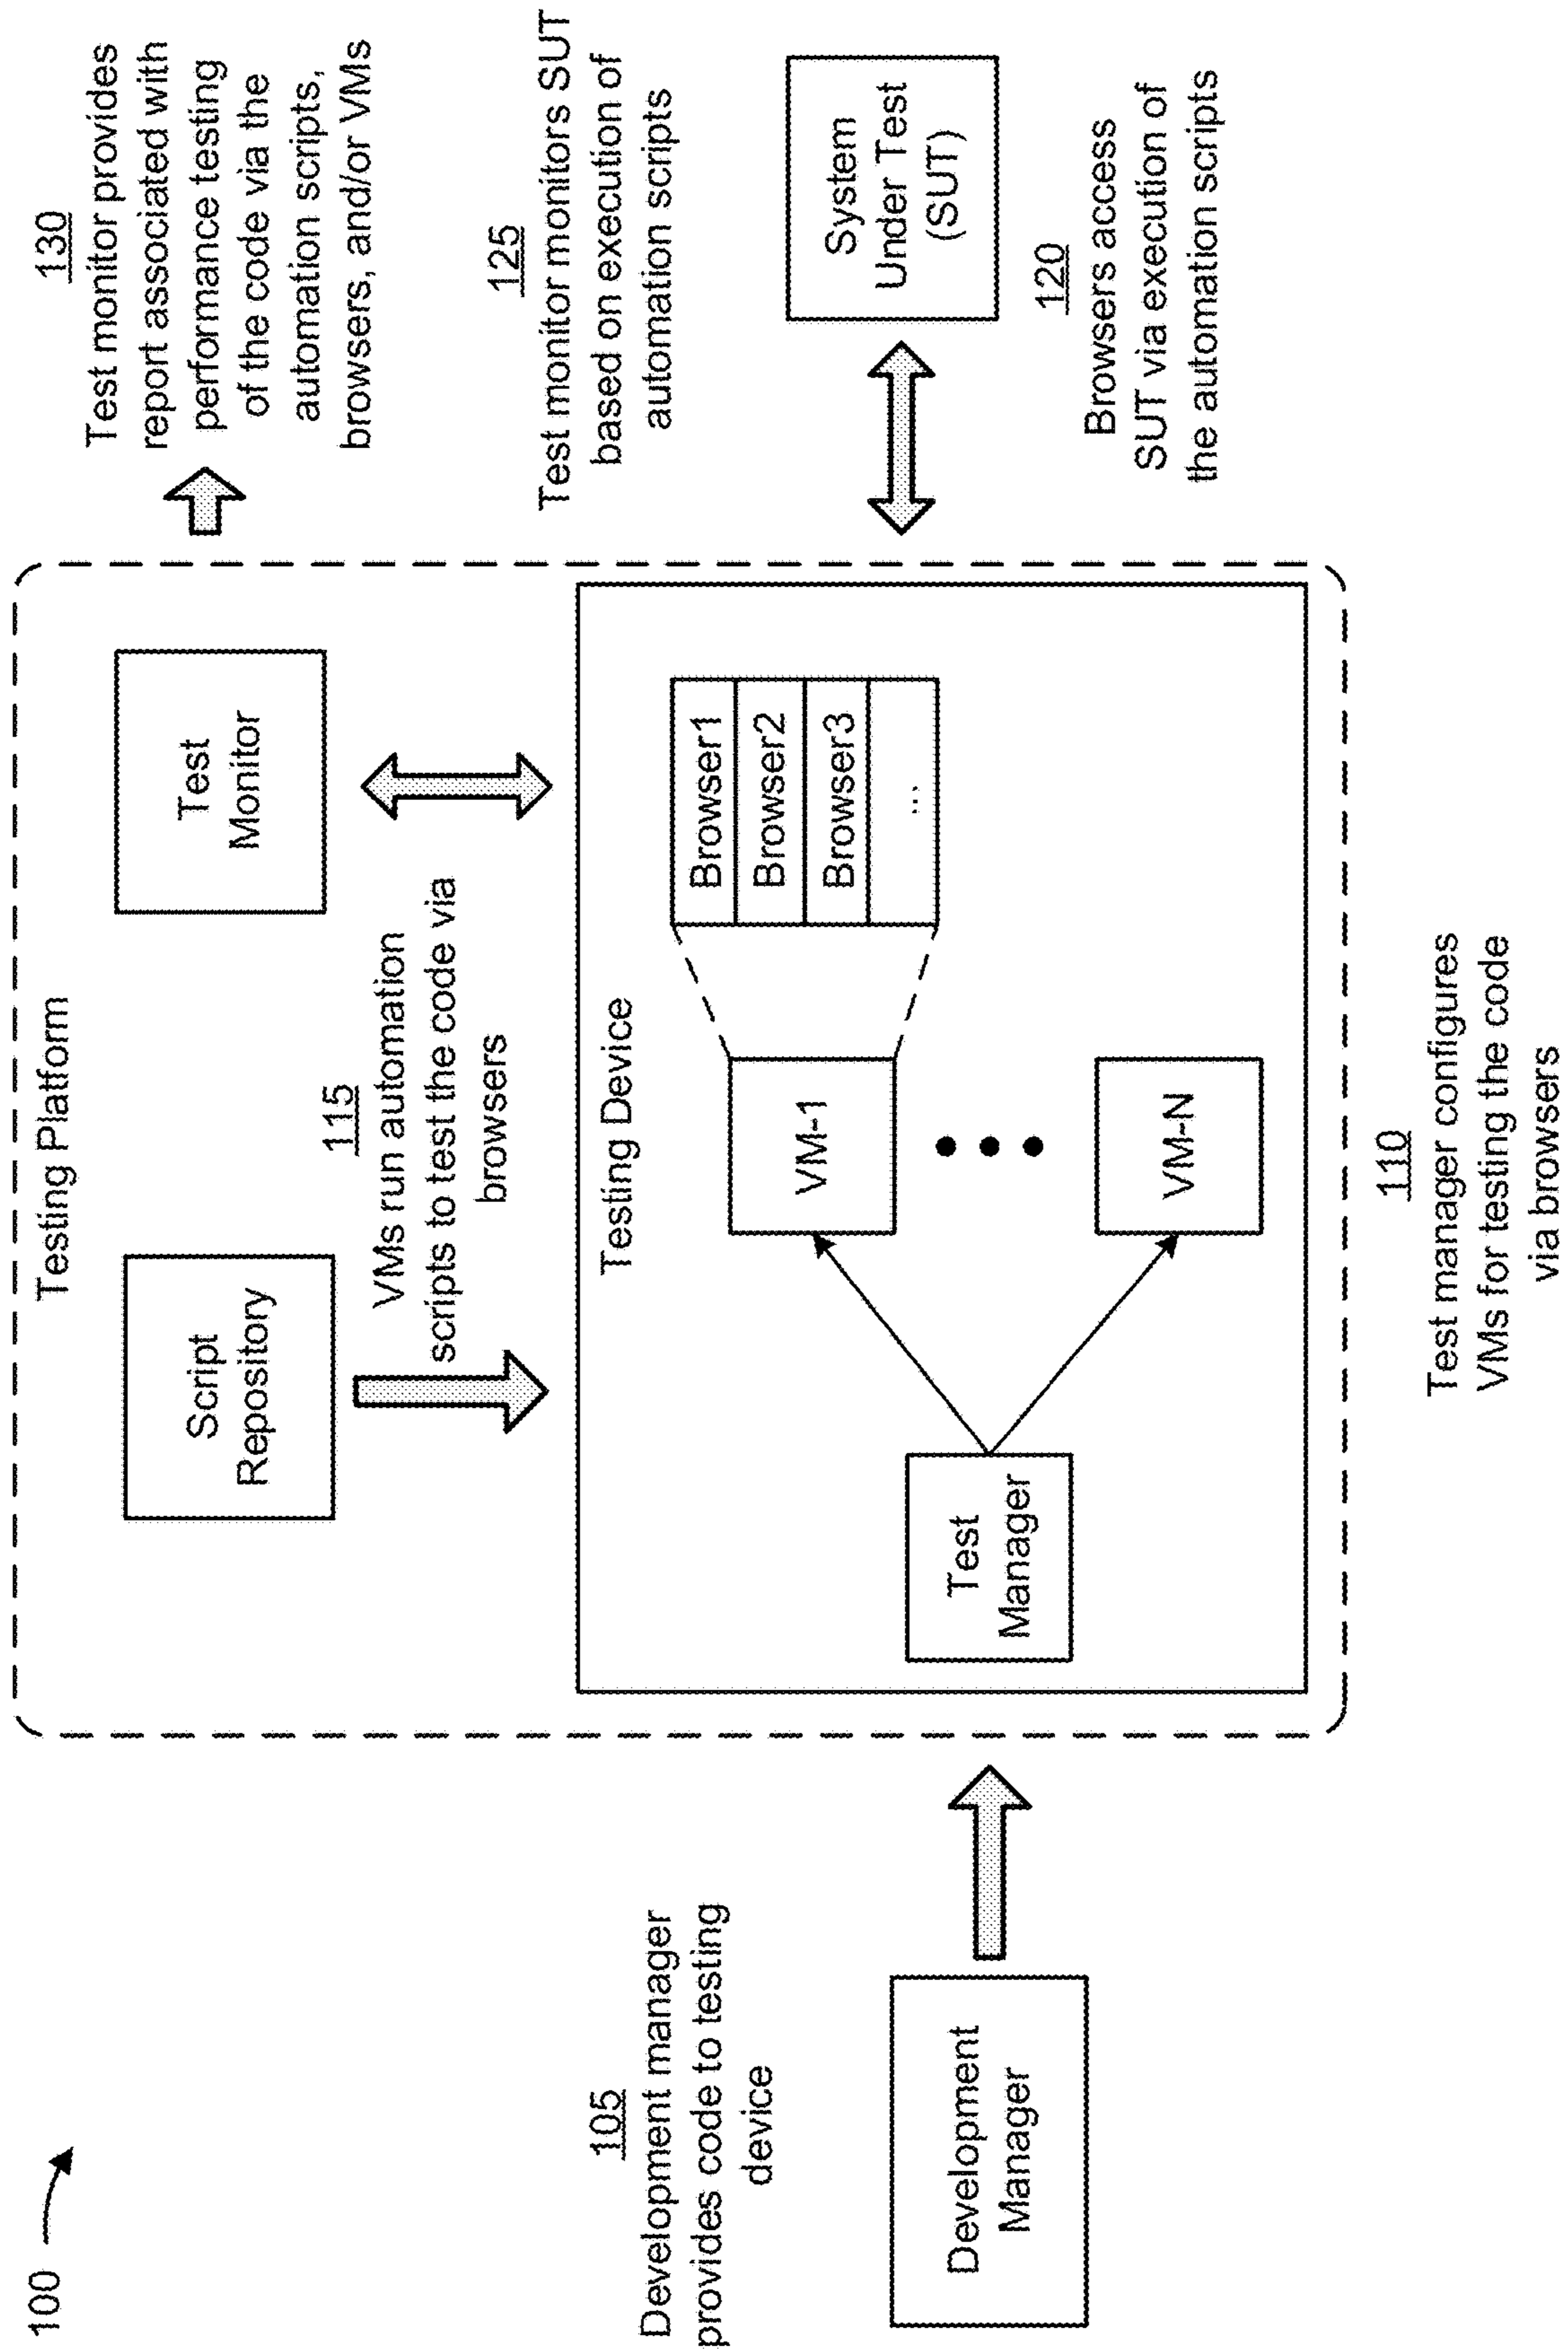 100
105
Development manager
provides code to testing
device
Development
Manager
Testing Platform
Script
Repository
115
VMs run automation
scripts to test the code via
browsers
Test
Monitor
Testing Device
Test
Manager
VM-1
VM-N
Browser1
Browser2
Browser3
...
110
Test manager configures
VMs for testing the code
via browsers
130
Test monitor provides
report associated with
performance testing
of the code via the
automation scripts,
browsers, and/or VMs
125
Test monitor monitors SUT
based on execution of
automation scripts
System
Under Test
(SUT)
120
Browsers access
SUT via execution of
the automation scripts